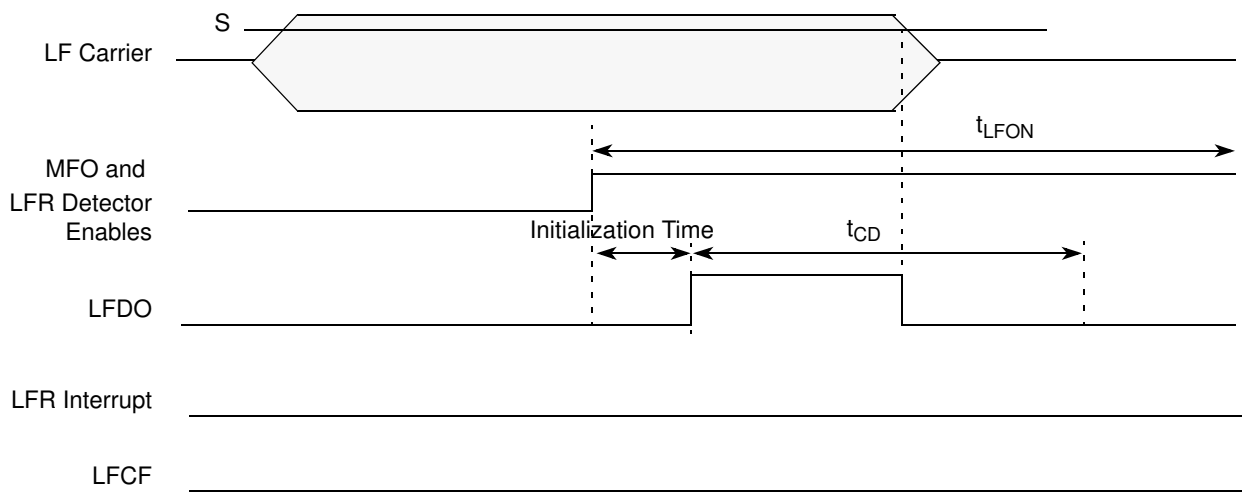 S
LF Carrier
tLFON
MFO and
LFR Detector
Enables
Initialization Time
tCD
LFDO
LFR Interrupt
LFCF